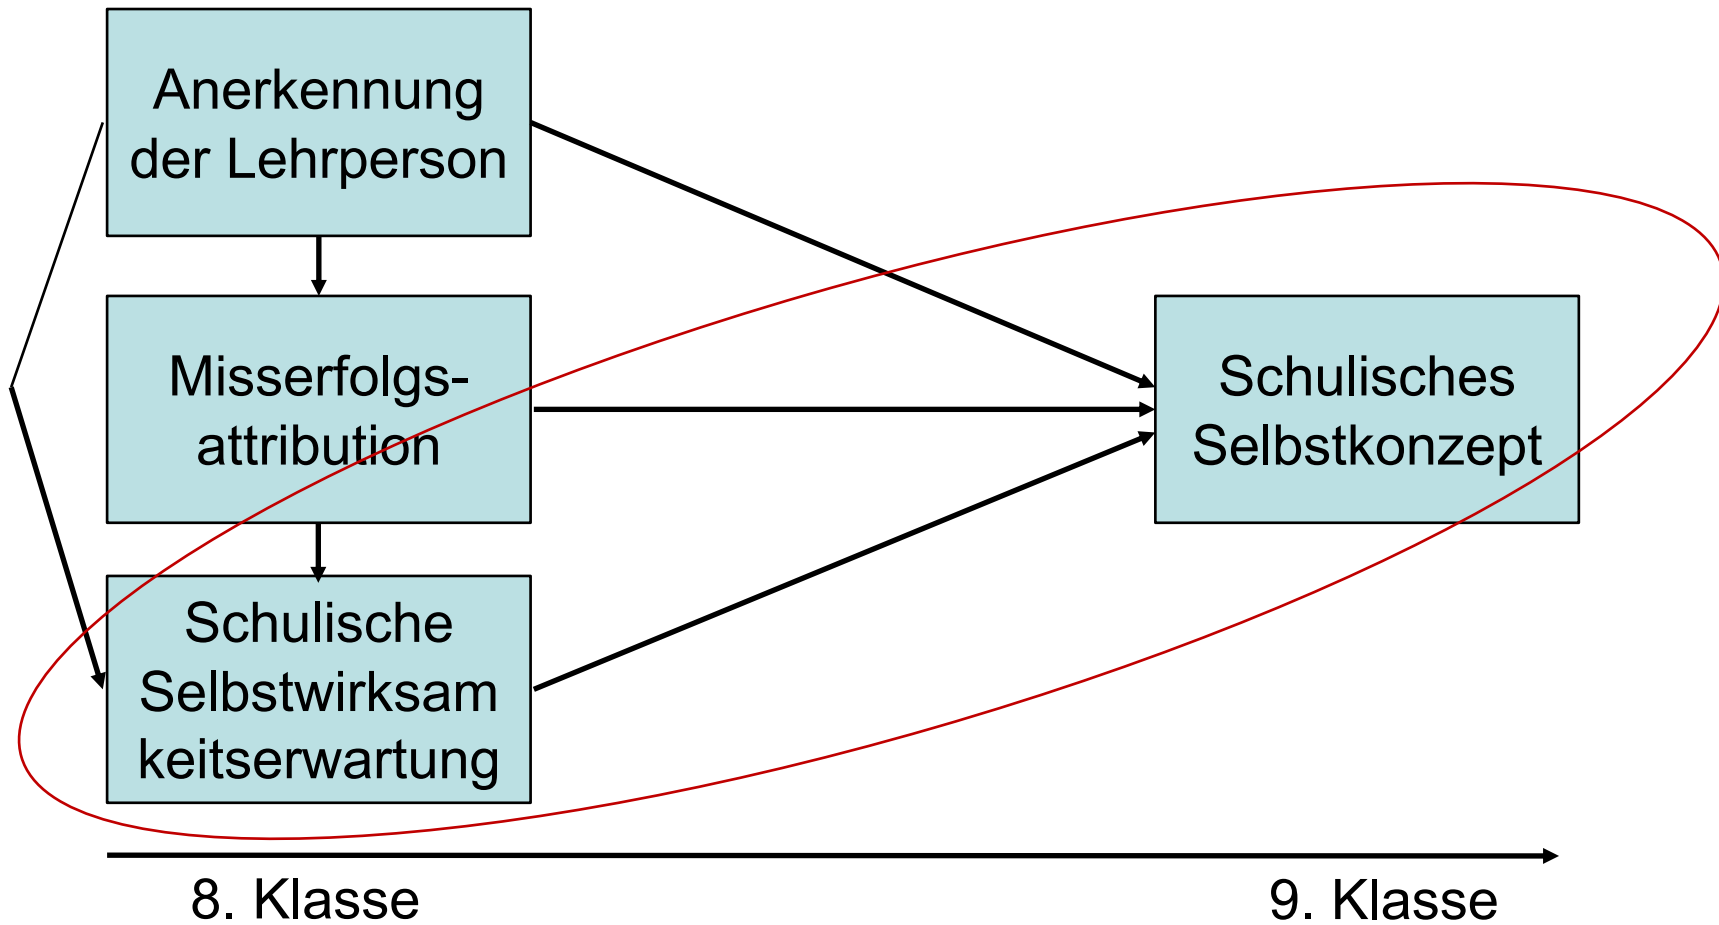 Anerkennung
der Lehrperson
Misserfolgs-
attribution
Schulische
Selbstwirksam
keitserwartung
Schulisches
Selbstkonzept
8. Klasse
9. Klasse